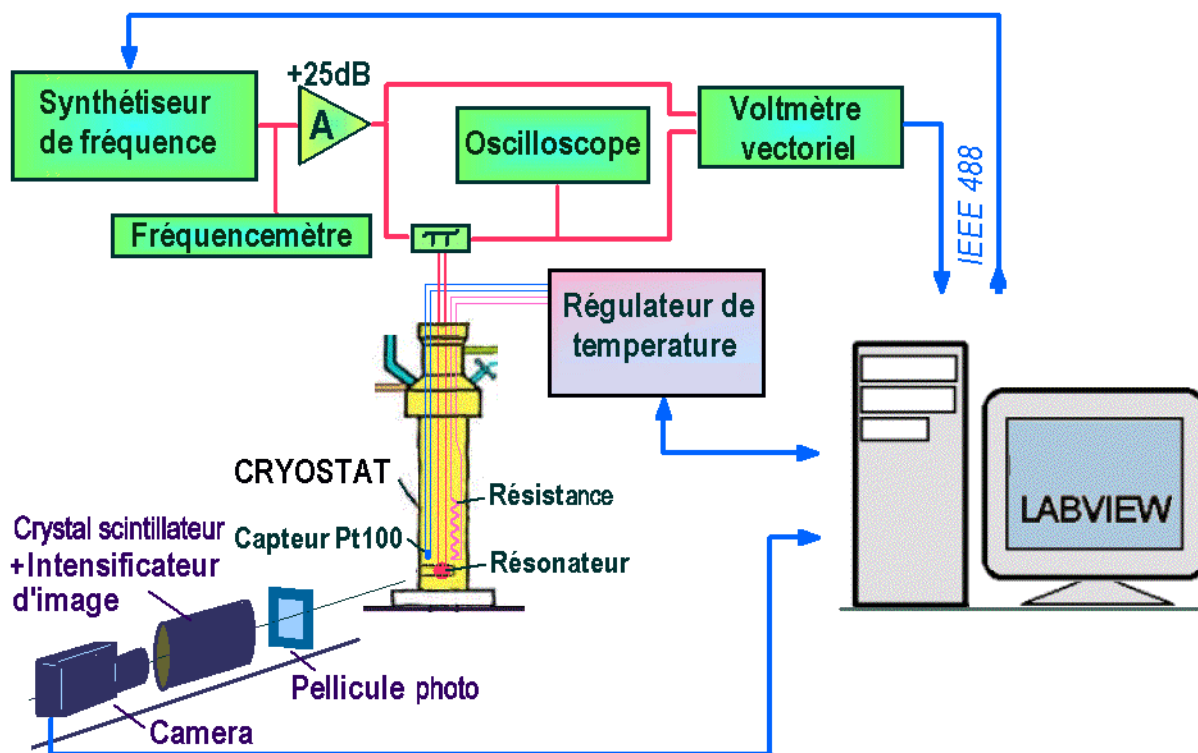 +25dB
Synthétiseur
de fréquence
A
Oscilloscope
Voltmètre
vectoriel
IEEE 488
Fréquencemètre
Régulateur de
temperature
CRYOSTAT
Résistance
Capteur Pt100
Résonateur
LABVIEW
Crystal scintillateur
+Intensificateur
d'image
Pellicule photo
Camera